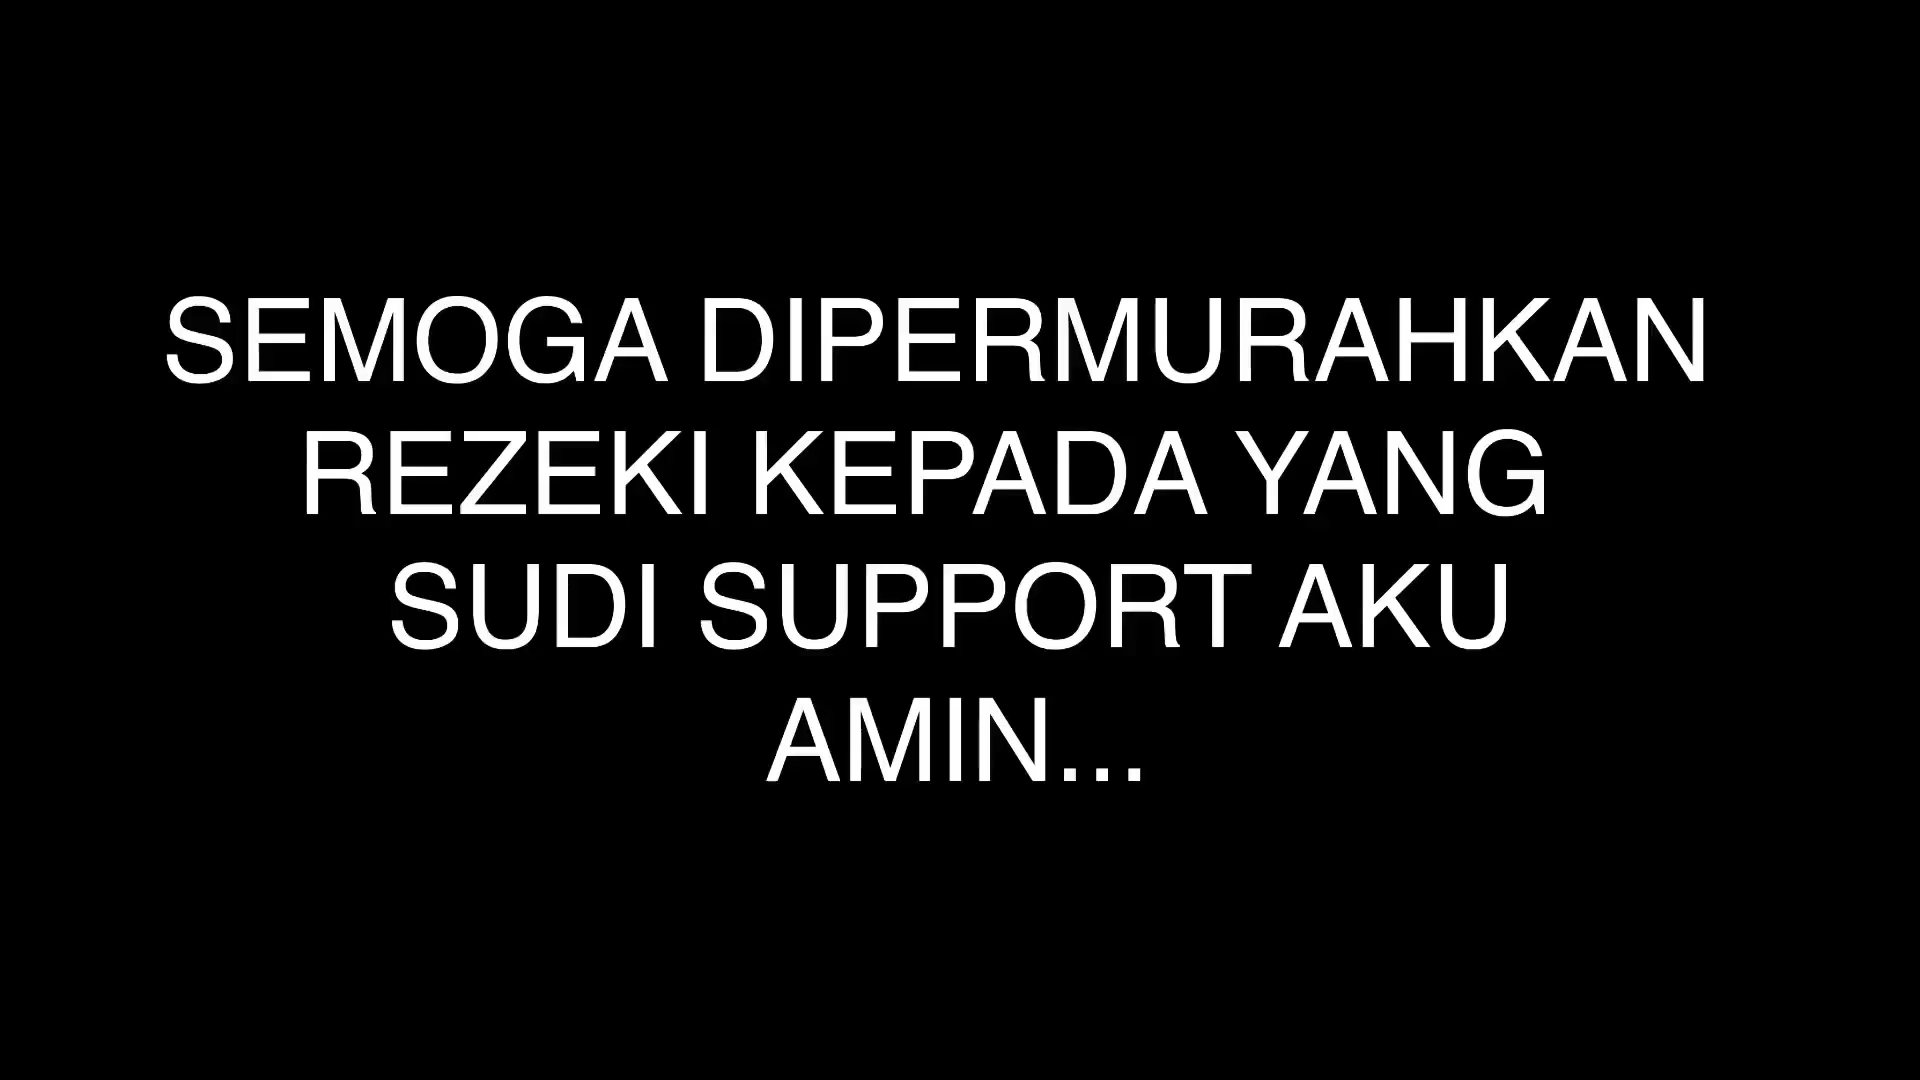 SEMOGA DIPERMURAHKAN
REZEKI KEPADA YANG
SUDI SUPPORT AKU
AMIN...